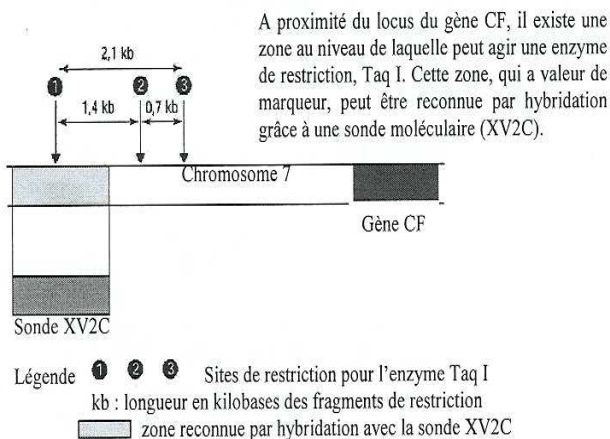 A proximité du locus du gène CF, il existe une
zone au niveau de laquelle peut agir une enzyme
de restriction, Taq I. Cette zone, qui a valeur de
marqueur, peut être reconnue par hybridation
grâce à une sonde moléculaire (XV2C).
2,1 kb
1 2 3
1,4 kb 0,7 kb
Chromosome 7
Gène CF
Sonde XV2C
Légende 1 2 3 Sites de restriction pour l'enzyme Taq I
kb : longueur en kilobases des fragments de restriction
zone reconnue par hybridation avec la sonde XV2C